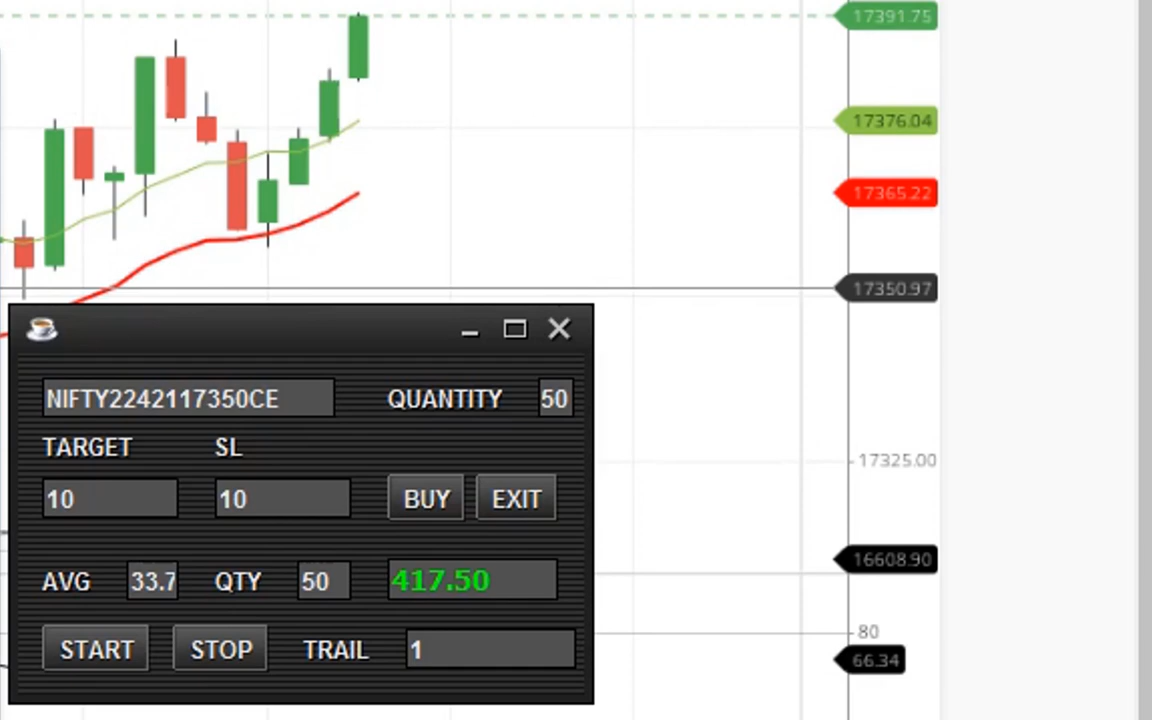 17391.75
17376.04
17365.22
17350.97
NIFTY2242117350CE QUANTITY 50
TARGET SL
17325.00
10 10 BUY EXIT
16608.90
AVG 33.7 QTY 50 417.50
80
START STOP TRAIL 1
66.34